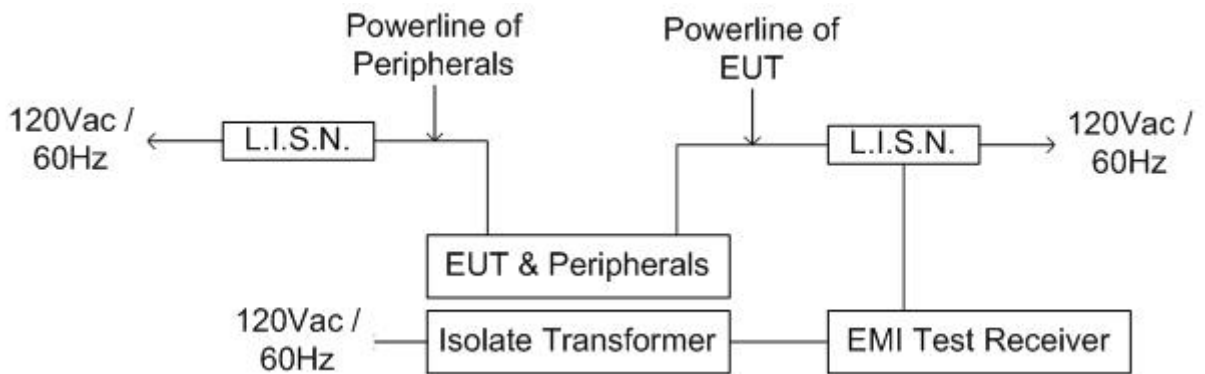 Powerline of
Peripherals
Powerline of
EUT
120Vac /
60Hz
L.I.S.N.
L.I.S.N.
120Vac /
60Hz
EUT & Peripherals
120Vac /
60Hz
Isolate Transformer
EMI Test Receiver